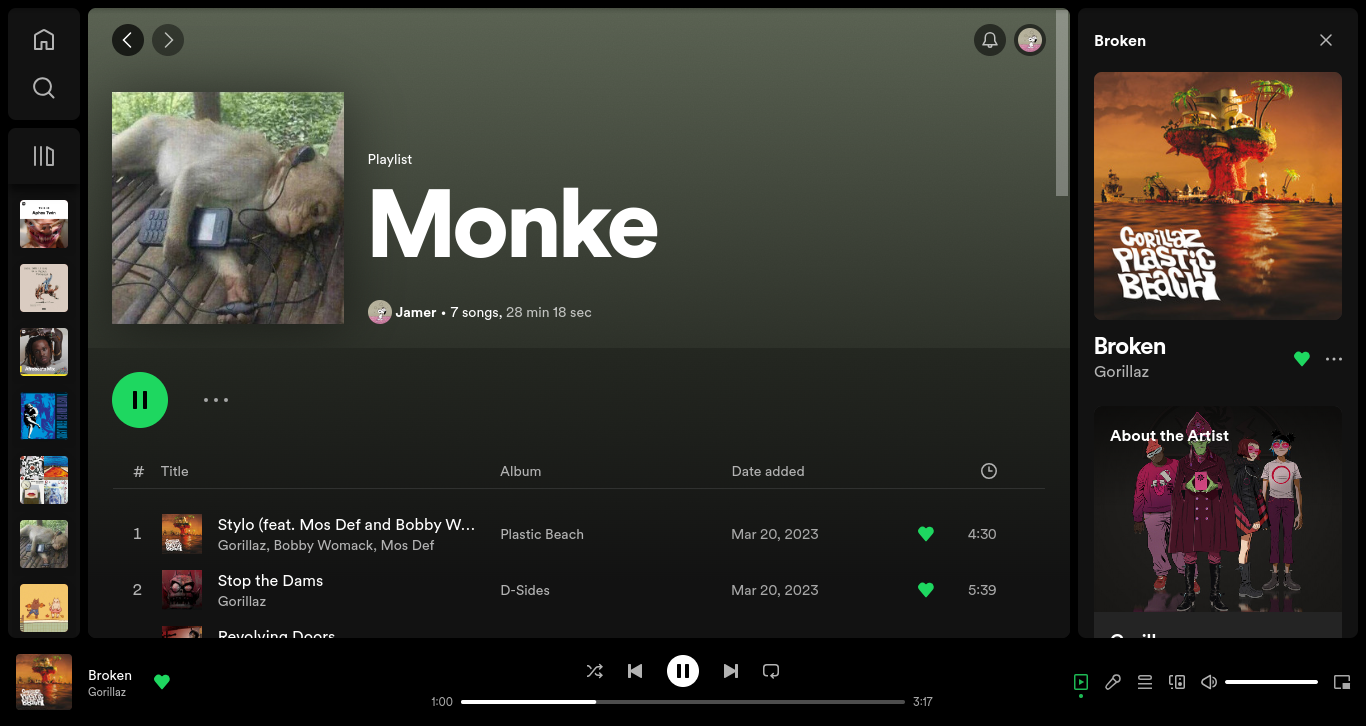 Playlist
Monke
Jamer • 7 songs, 28 min 18 sec
# Title Album Date added
1 Stylo (feat. Mos Def and Bobby W... Plastic Beach Mar 20, 2023 4:30
Gorillaz, Bobby Womack, Mos Def
2 Stop the Dams D-Sides Mar 20, 2023 5:39
Gorillaz
Revolving Doors
Broken
GORILLAZ
PLASTIC
BEACH
Broken
Gorillaz
About the Artist
Broken
Gorillaz
1:00
3:17